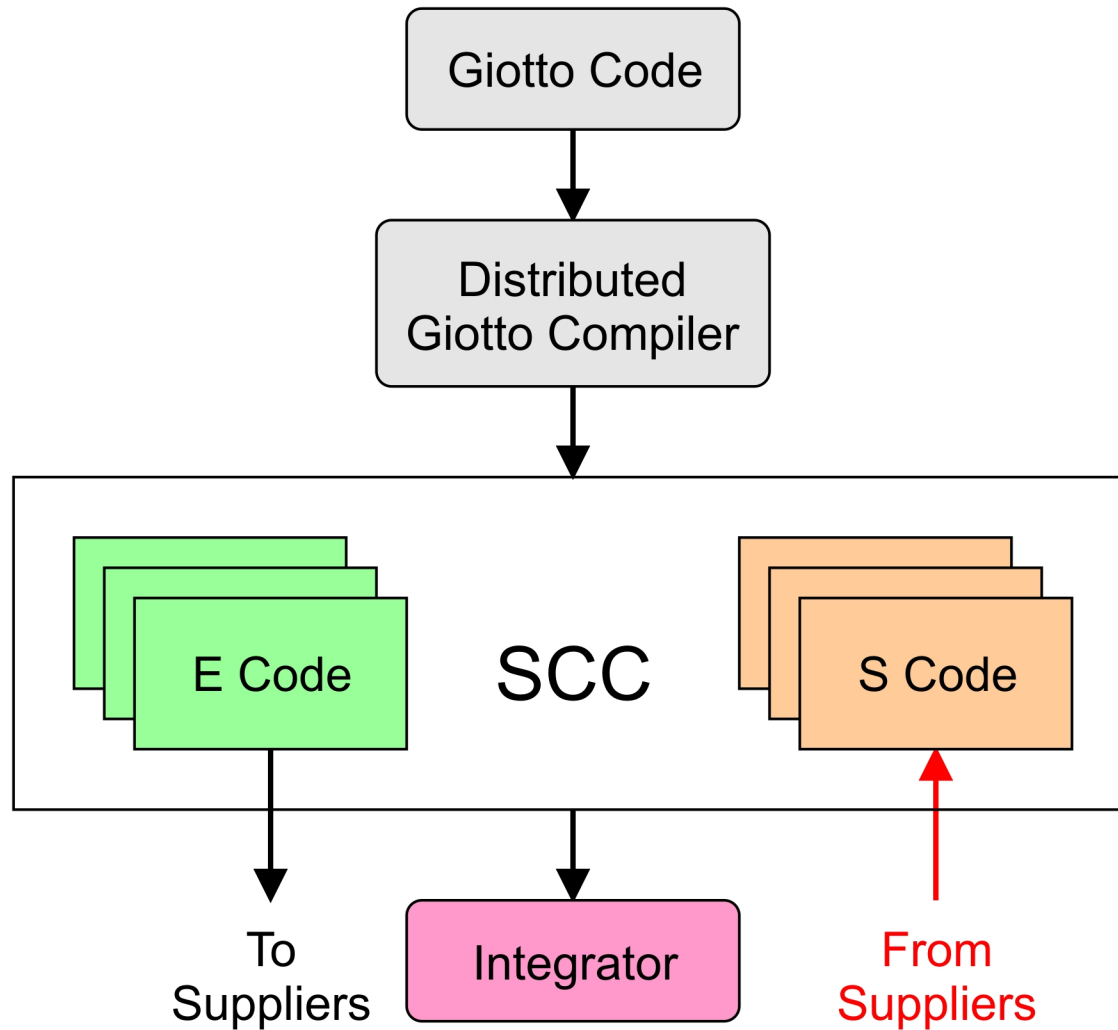 Giotto Code
Distributed
Giotto Compiler
E Code
SCC
S Code
To
Suppliers
Integrator
From
Suppliers